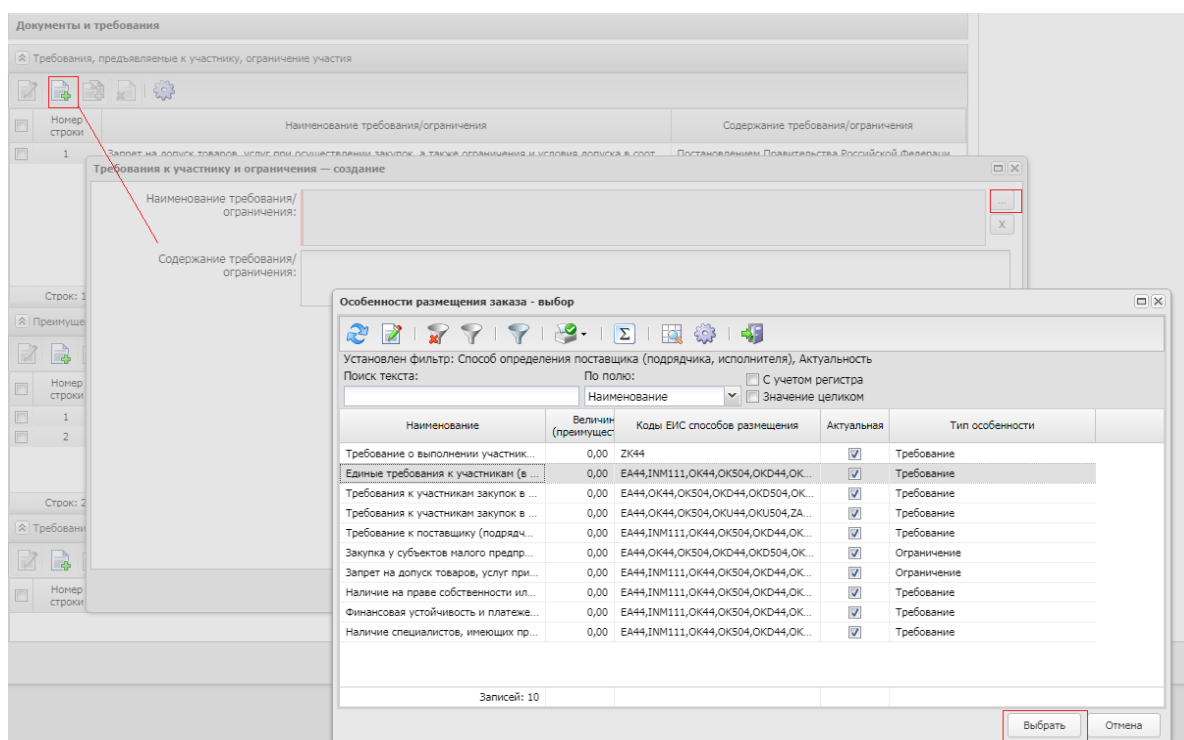 Документы и требования
Требования, предъявляемые к участнику, ограничение участия
Номер строки
Наименование требования/ограничения
Содержание требования/ограничения
1
Запрет на допуск товаров, услуг при осуществлении закупок, а также ограничения и условия допуска в соот
Постановлением Правительства Российской Федераци
Требования к участнику и ограничения — создание
Наименование требования/
ограничения:
...
X
Содержание требования/
ограничения:
Строк: 1
Преимуще
Номер
строки
1
2
Строк: 2
Требовани
Номер
строки
Особенности размещения заказа - выбор
Установлен фильтр: Способ определения поставщика (подрядчика, исполнителя), Актуальность
Поиск текста:
По полю:
С учетом регистра
Наименование
Значение целиком
Наименование
Величин
(преимущест
Коды ЕИС способов размещения
Актуальная
Тип особенности
Требование о выполнении участник... 0,00 ZK44 Требование
Единые требования к участникам (в ... 0,00 EA44,INM111,OK44,OK504,OKD44,OK... Требование
Требования к участникам закупок в ... 0,00 EA44,OK44,OK504,OKD44,OKD504,OK... Требование
Требования к участникам закупок в ... 0,00 EA44,OK44,OK504,OKU44,OKU504,ZA... Требование
Требование к поставщику (подрядч... 0,00 EA44,INM111,OK44,OK504,OKD44,OK... Требование
Закупка у субъектов малого предпр... 0,00 EA44,OK44,OK504,OKD44,OKD504,OK... Ограничение
Запрет на допуск товаров, услуг при... 0,00 EA44,INM111,OK44,OK504,OKD44,OK... Ограничение
Наличие на праве собственности ил... 0,00 EA44,INM111,OK44,OK504,OKD44,OK... Требование
Финансовая устойчивость и платеже... 0,00 EA44,INM111,OK44,OK504,OKD44,OK... Требование
Наличие специалистов, имеющих пр... 0,00 EA44,INM111,OK44,OK504,OKD44,OK... Требование
Записей: 10
Выбрать
Отмена